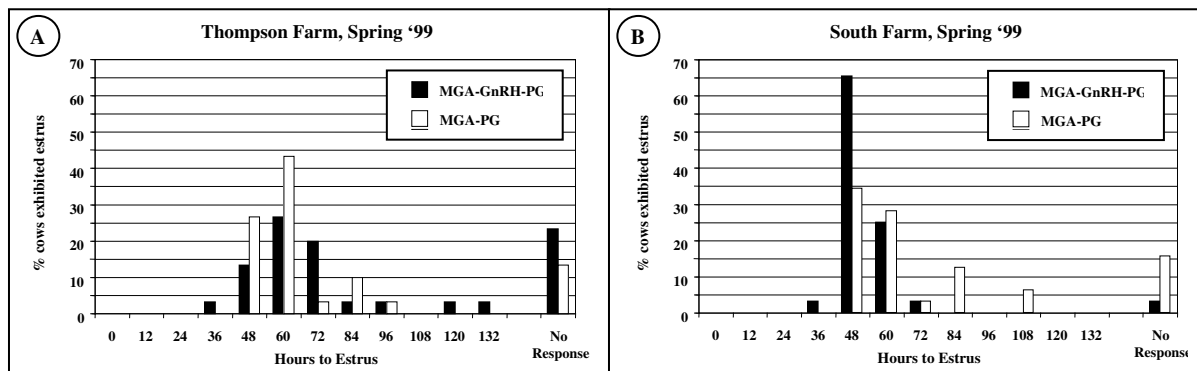 A
Thompson Farm, Spring ‘99
% cows exhibited estrus
70
60
50
40
30
20
10
0
MGA-GnRH-PG
MGA-PG
0 12 24 36 48 60 72 84 96 108 120 132 No
Response
Hours to Estrus
B
South Farm, Spring ‘99
% cows exhibited estrus
70
60
50
40
30
20
10
0
MGA-GnRH-PG
MGA-PG
0 12 24 36 48 60 72 84 96 108 120 132 No
Response
Hours to Estrus